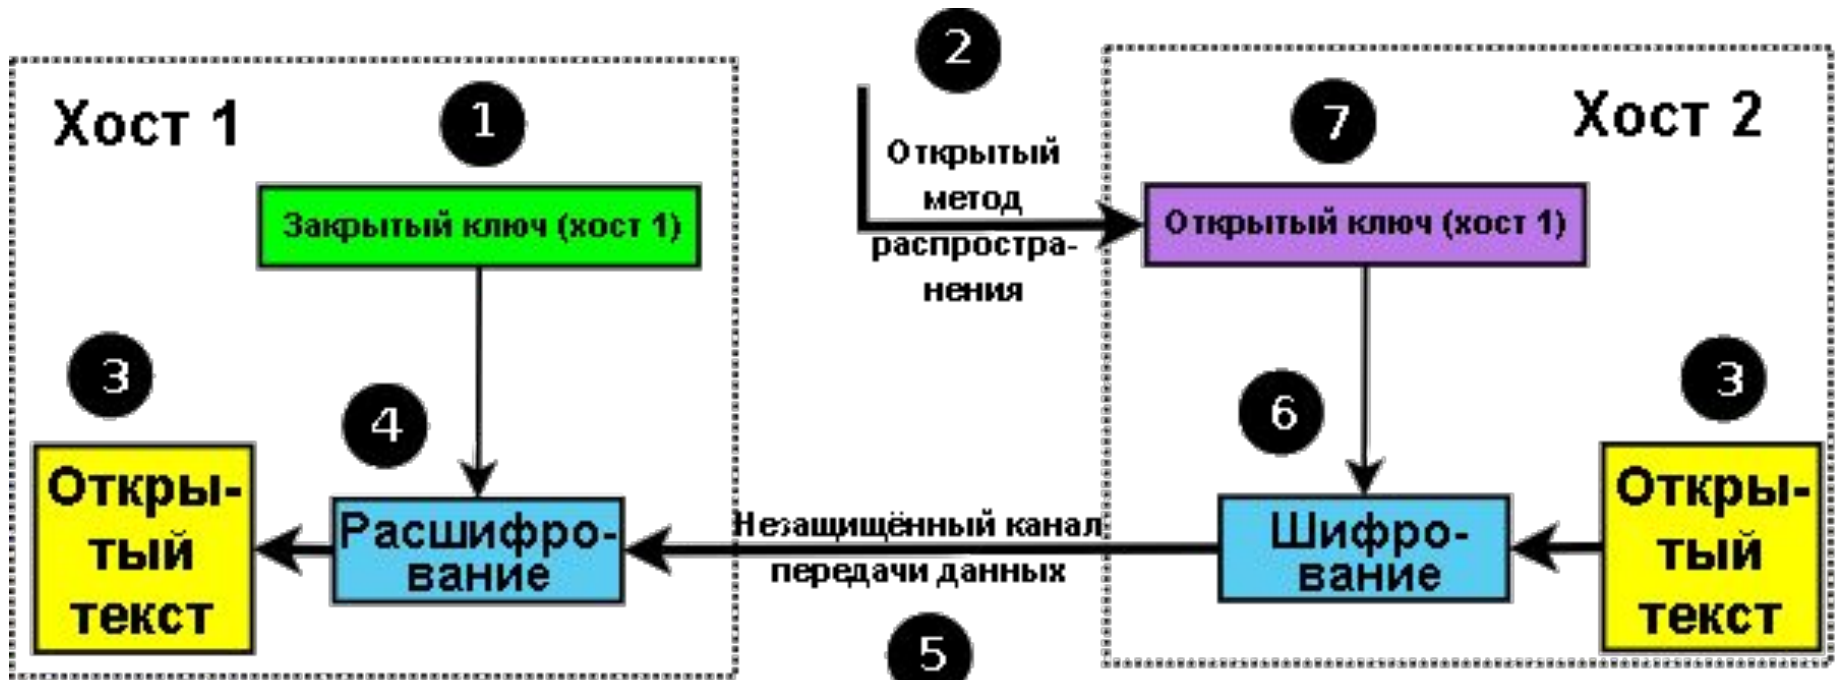 2
Хост 1
1
7
Хост 2
Открытый
метод
распростра-
нения
Закрытый ключ (хост 1)
Открытый ключ (хост 1)
3
4
6
3
Откры-
тый
текст
Расшифро-
вание
Незащищённый канал
передачи данных
Шифро-
вание
Откры-
тый
текст
5